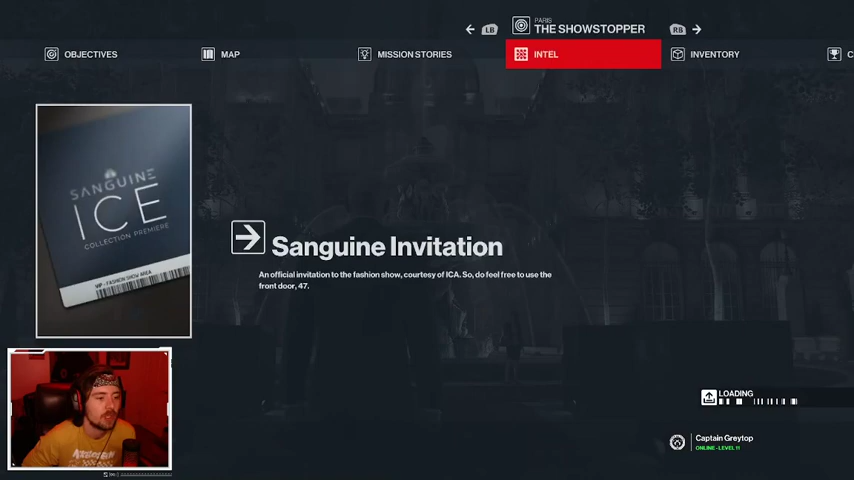 LB
PARIS
THE SHOWSTOPPER
RB
OBJECTIVES
MAP
MISSION STORIES
INTEL
INVENTORY
C
SANGUINE
ICE
COLLECTION PREMIERE
VIP - FASHION SHOW AREA
Sanguine Invitation
An official invitation to the fashion show, courtesy of ICA. So, do feel free to use the
front door, 47.
LOADING
Captain Greytop
ONLINE - LEVEL 11